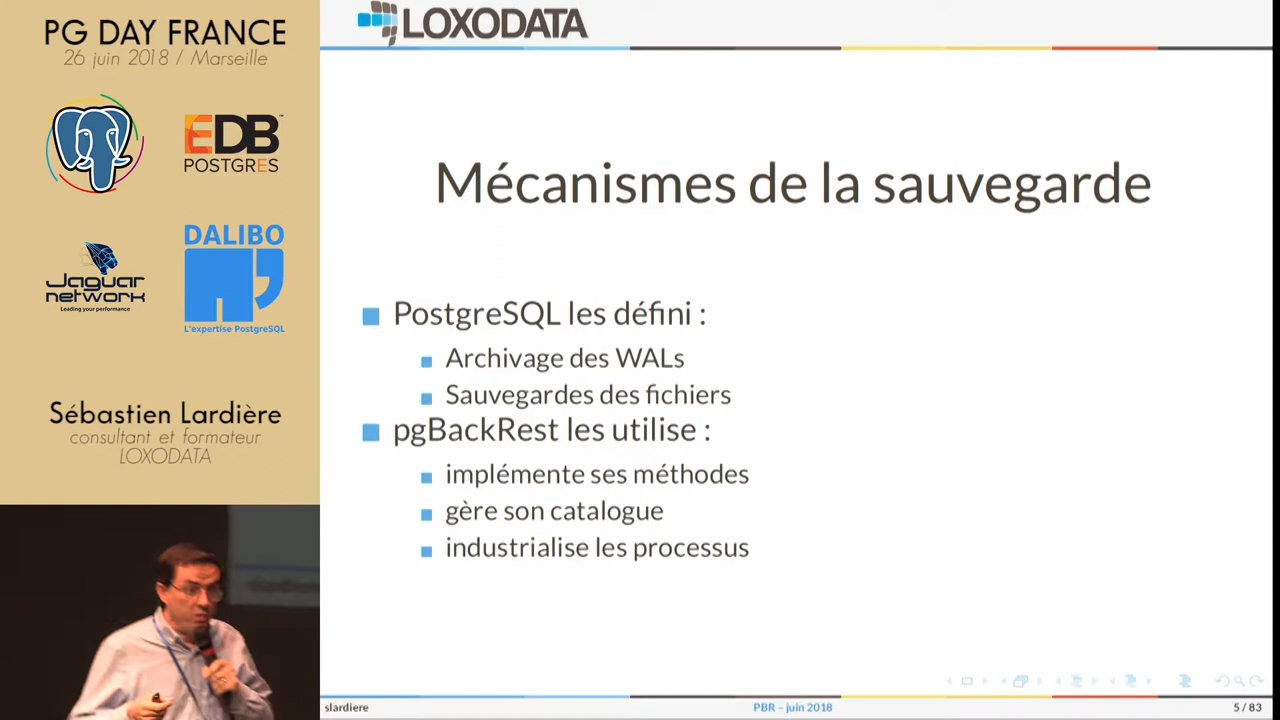 PG DAY FRANCE
26 juin 2018 / Marseille
EDB
POSTGRES
Jaguar
network
Leading your performance
DALIBO
L'expertise PostgreSQL
Sébastien Lardière
consultant et formateur
LOXODATA
LOXODATA
Mécanismes de la sauvegarde
PostgreSQL les défini :
Archivage des WALs
Sauvegardes des fichiers
pgBackRest les utilise :
implémente ses méthodes
gère son catalogue
industrialise les processus
slardiere
PBR – juin 2018
5 / 83